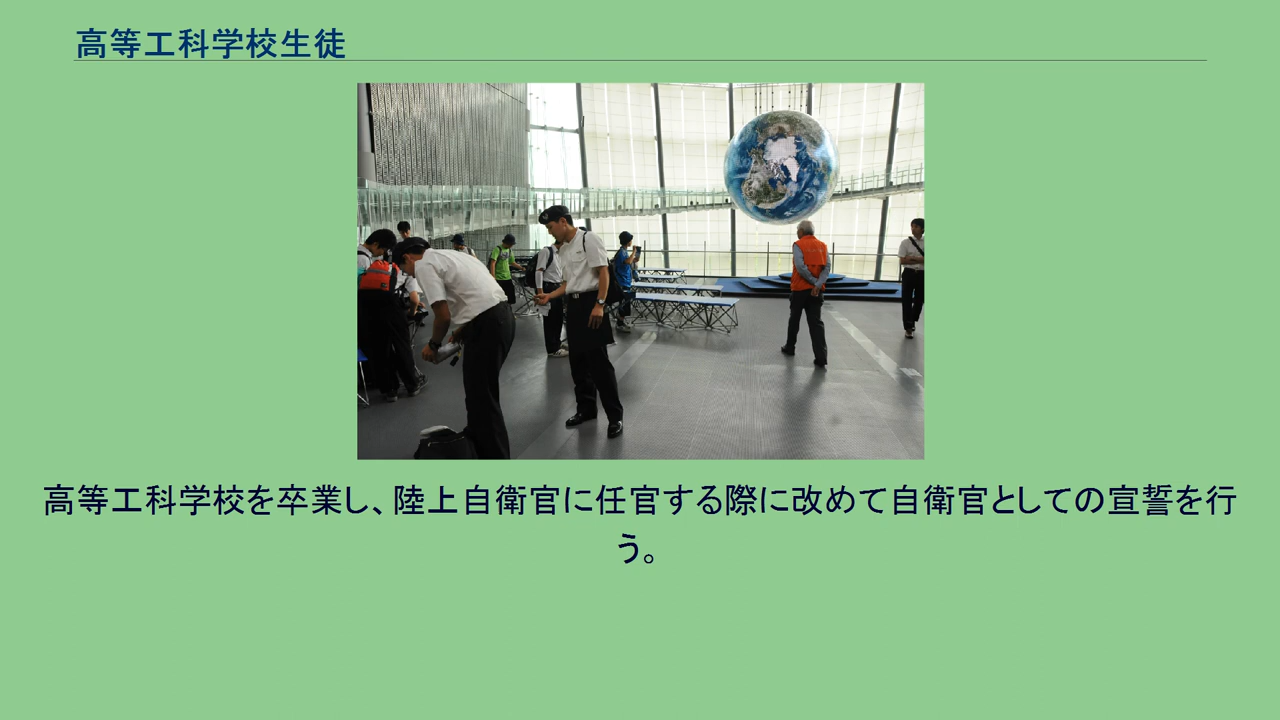 高等工科学校生徒
高等工科学校を卒業し、陸上自衛官に任官する際に改めて自衛官としての宣誓を行
う。